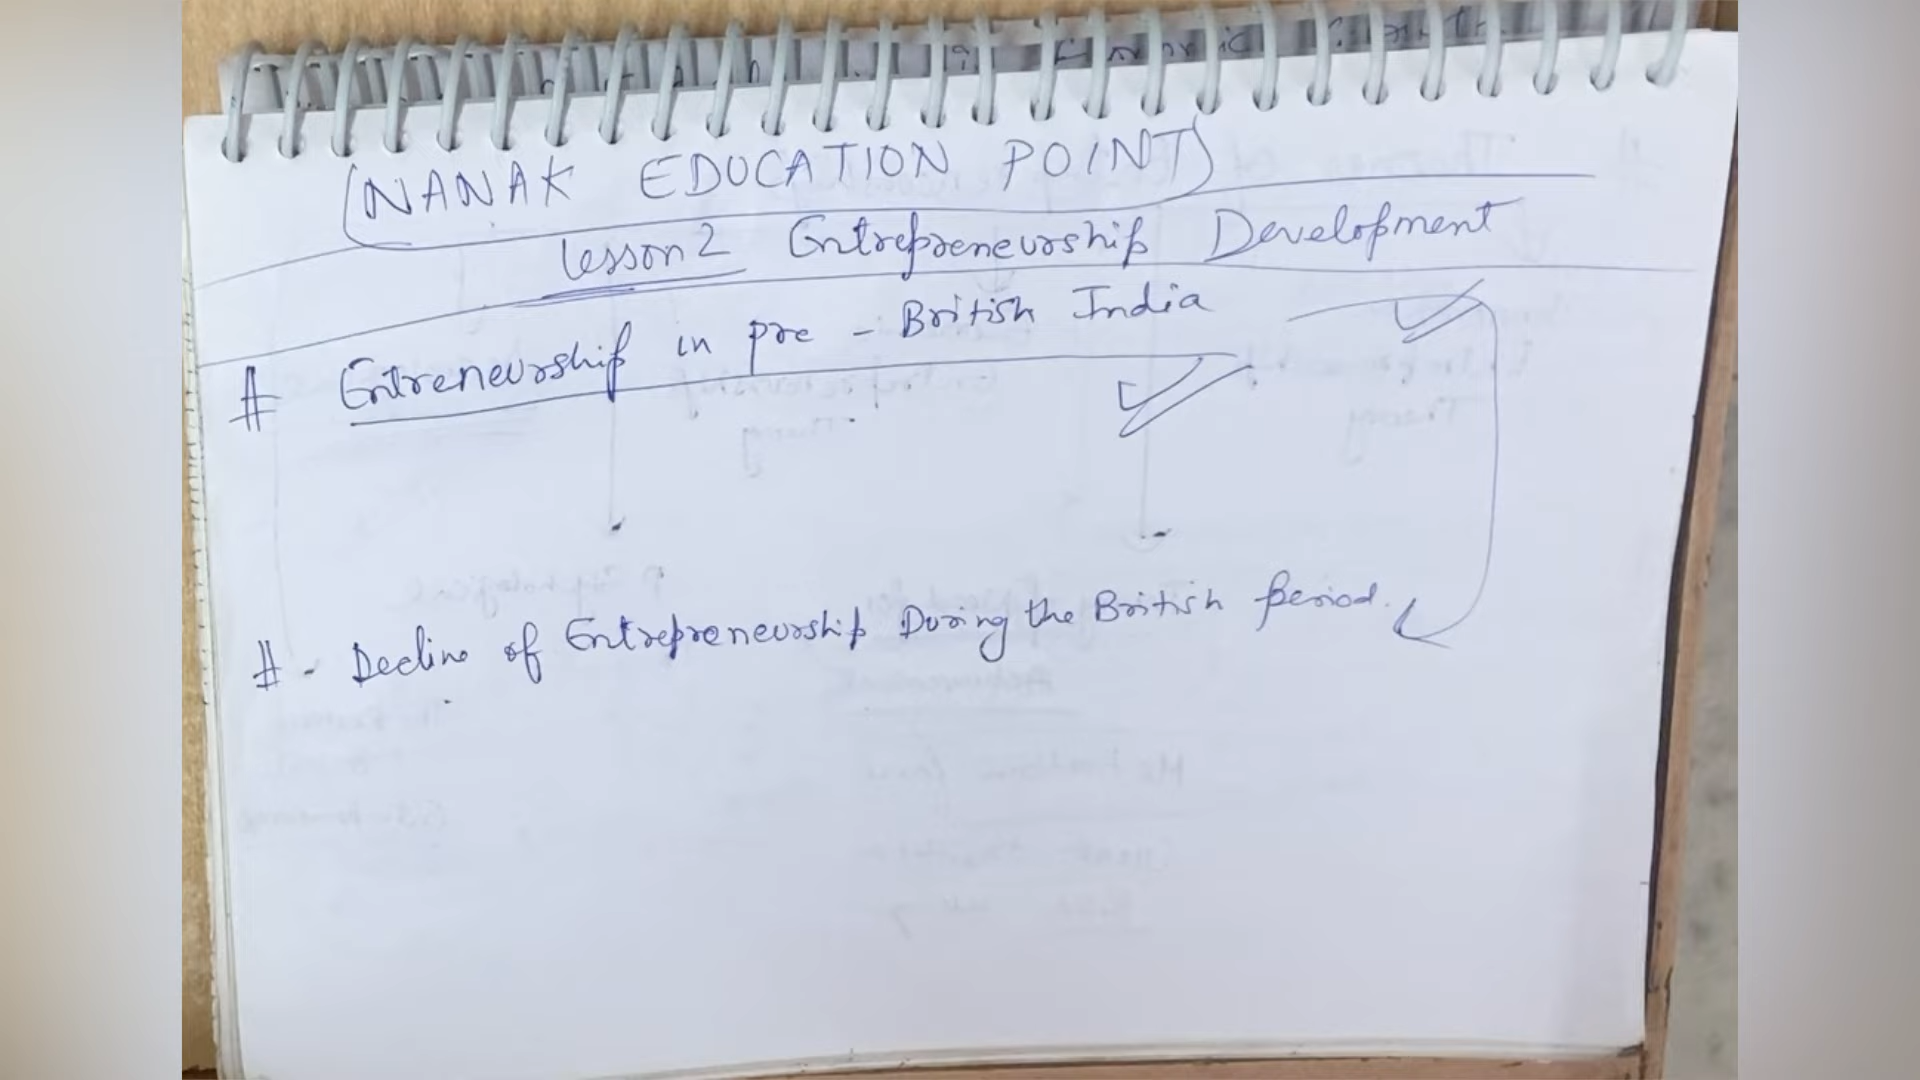 (NANAK EDUCATION POINT)
Lesson 2 Entrepreneurship Development
# Entreneurship in pre - British India
# - Decline of Entrepreneurship During the British period.